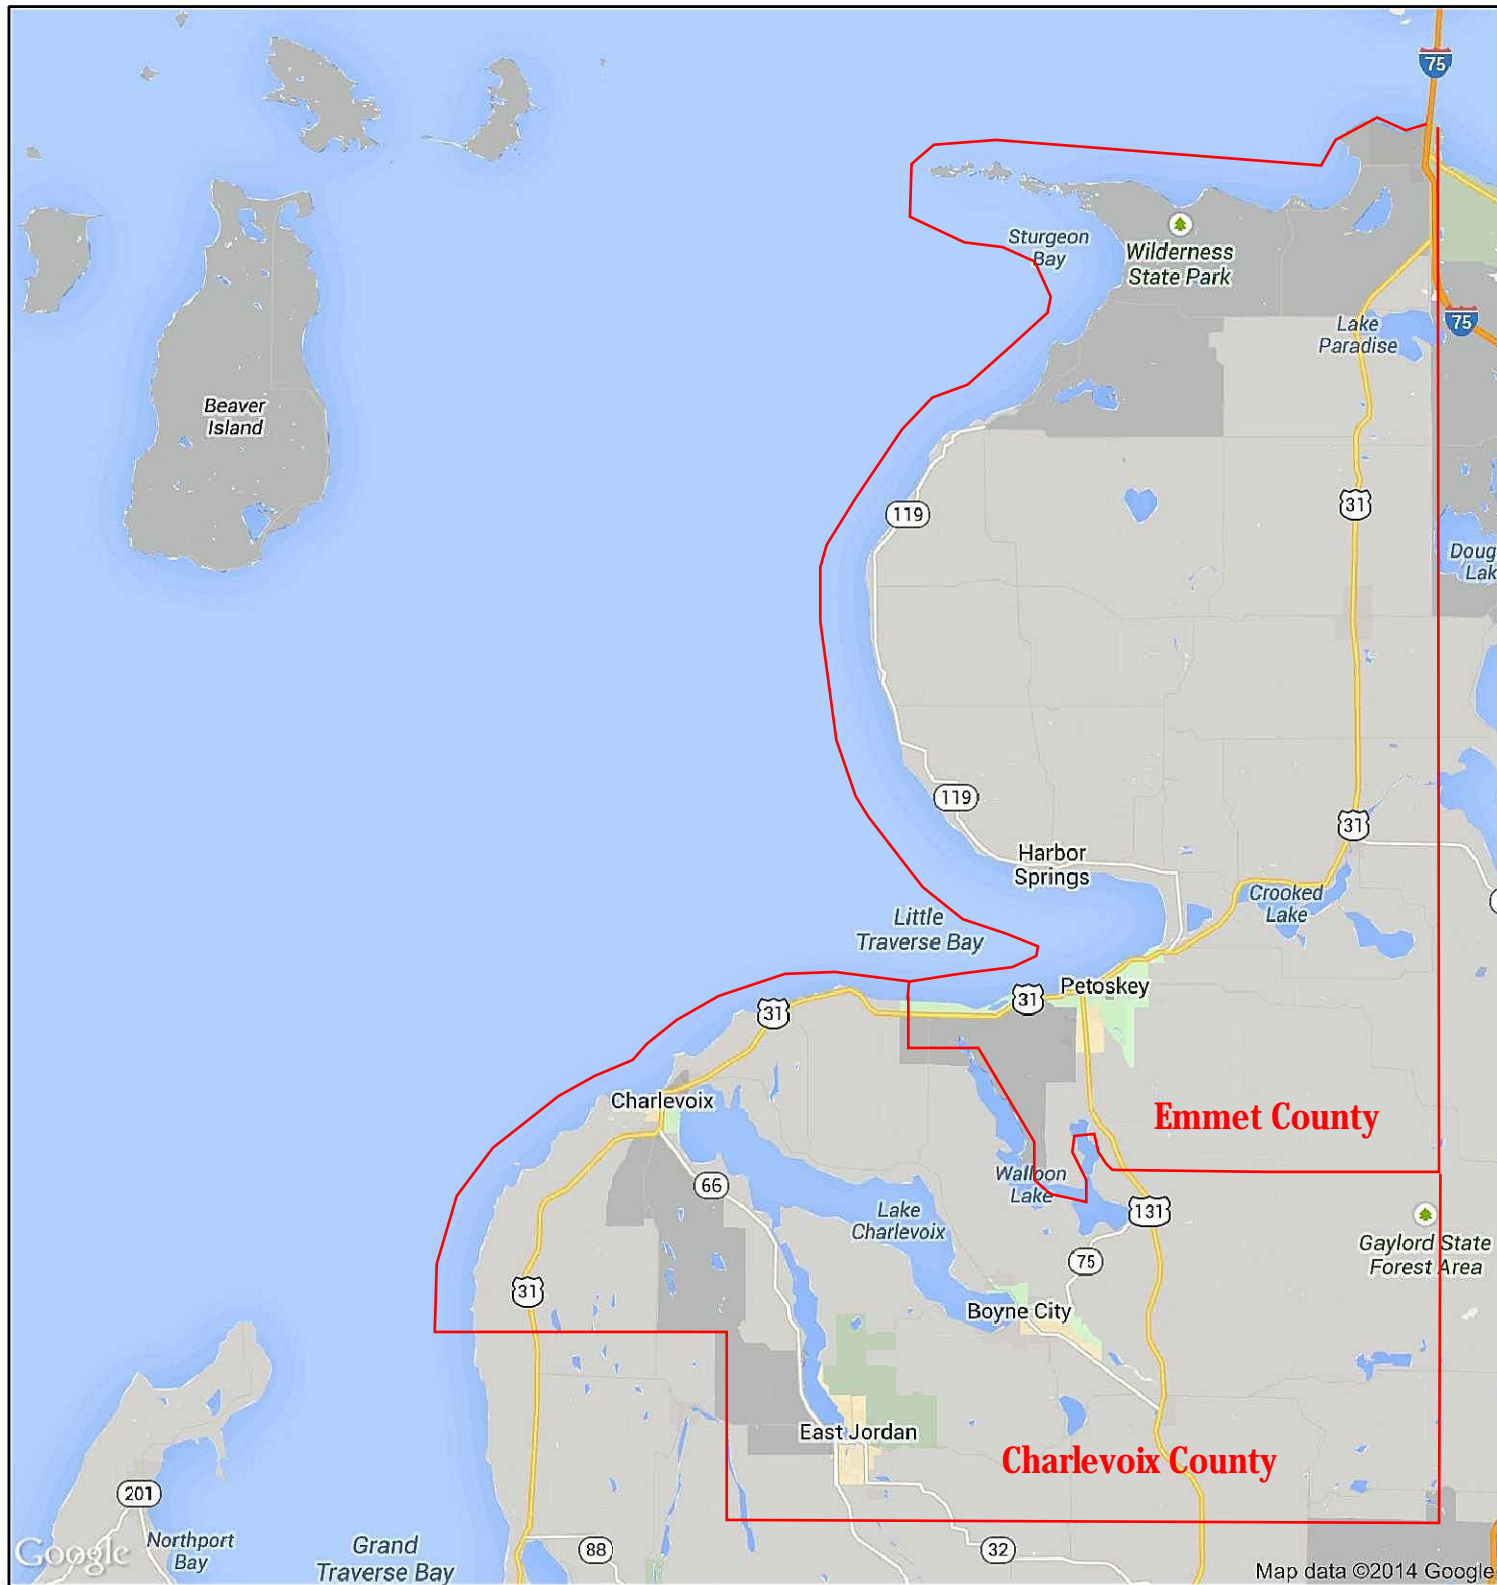 75
Sturgeon
Bay
Wilderness
State Park
Lake
Paradise
75
Beaver
Island
119
31
Doug
Lak
119
31
Harbor
Springs
Crooked
Lake
Little
Traverse Bay
Petoskey
31
31
Charlevoix
Emmet County
66
Walloon
Lake
Lake
Charlevoix
131
75
Gaylord State
Forest Area
31
Boyne City
East Jordan
Charlevoix County
201
Northport
Bay
Grand
Traverse Bay
88
32
Google
Map data ©2014 Google